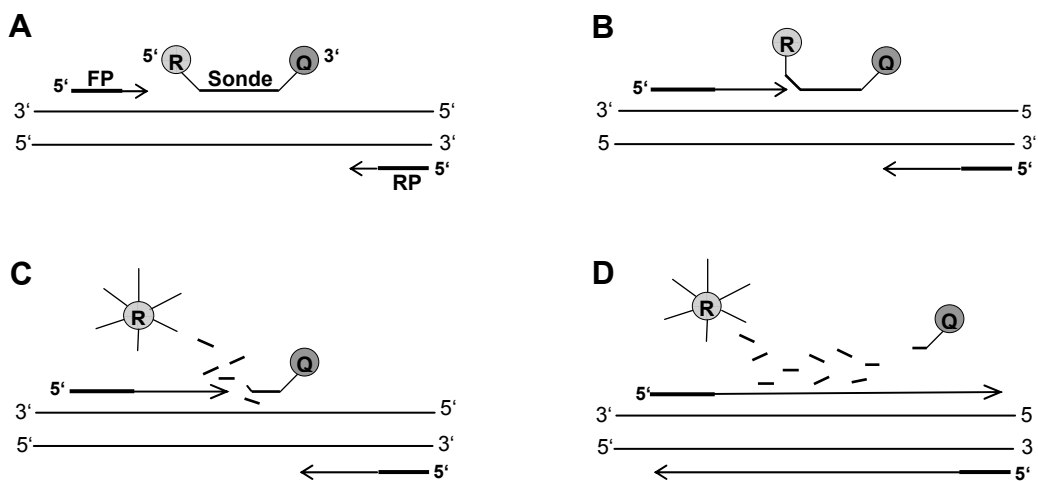 A
5‘ FP 5‘ R Sonde Q 3‘
3‘ 5‘
5‘ 3‘
RP 5‘
B
R Q
5‘
3‘ 5
5 3‘
5‘
C
R
Q
5‘
3‘ 5‘
5‘ 3‘
5‘
D
R Q
5‘
3‘ 5
5‘ 3
5‘